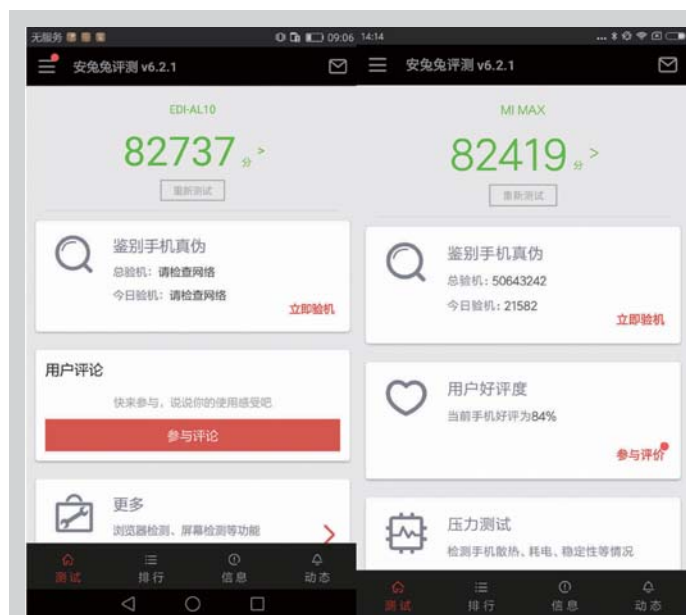 无服务
09:06
安兔兔评测 v6.2.1
EDI-AL10
82737分 >
重新测试
鉴别手机真伪
总验机：请检查网络
今日验机：请检查网络
立即验机
用户评论
快来参与，说说你的使用感受吧
参与评论
更多
浏览器检测、屏幕检测等功能
测试
排行
信息
动态
14:14
安兔兔评测 v6.2.1
MI MAX
82419分 >
重新测试
鉴别手机真伪
总验机：50643242
今日验机：21582
立即验机
用户好评度
当前手机好评为84%
参与评价
压力测试
检测手机散热、耗电、稳定性等情况
测试
排行
信息
动态